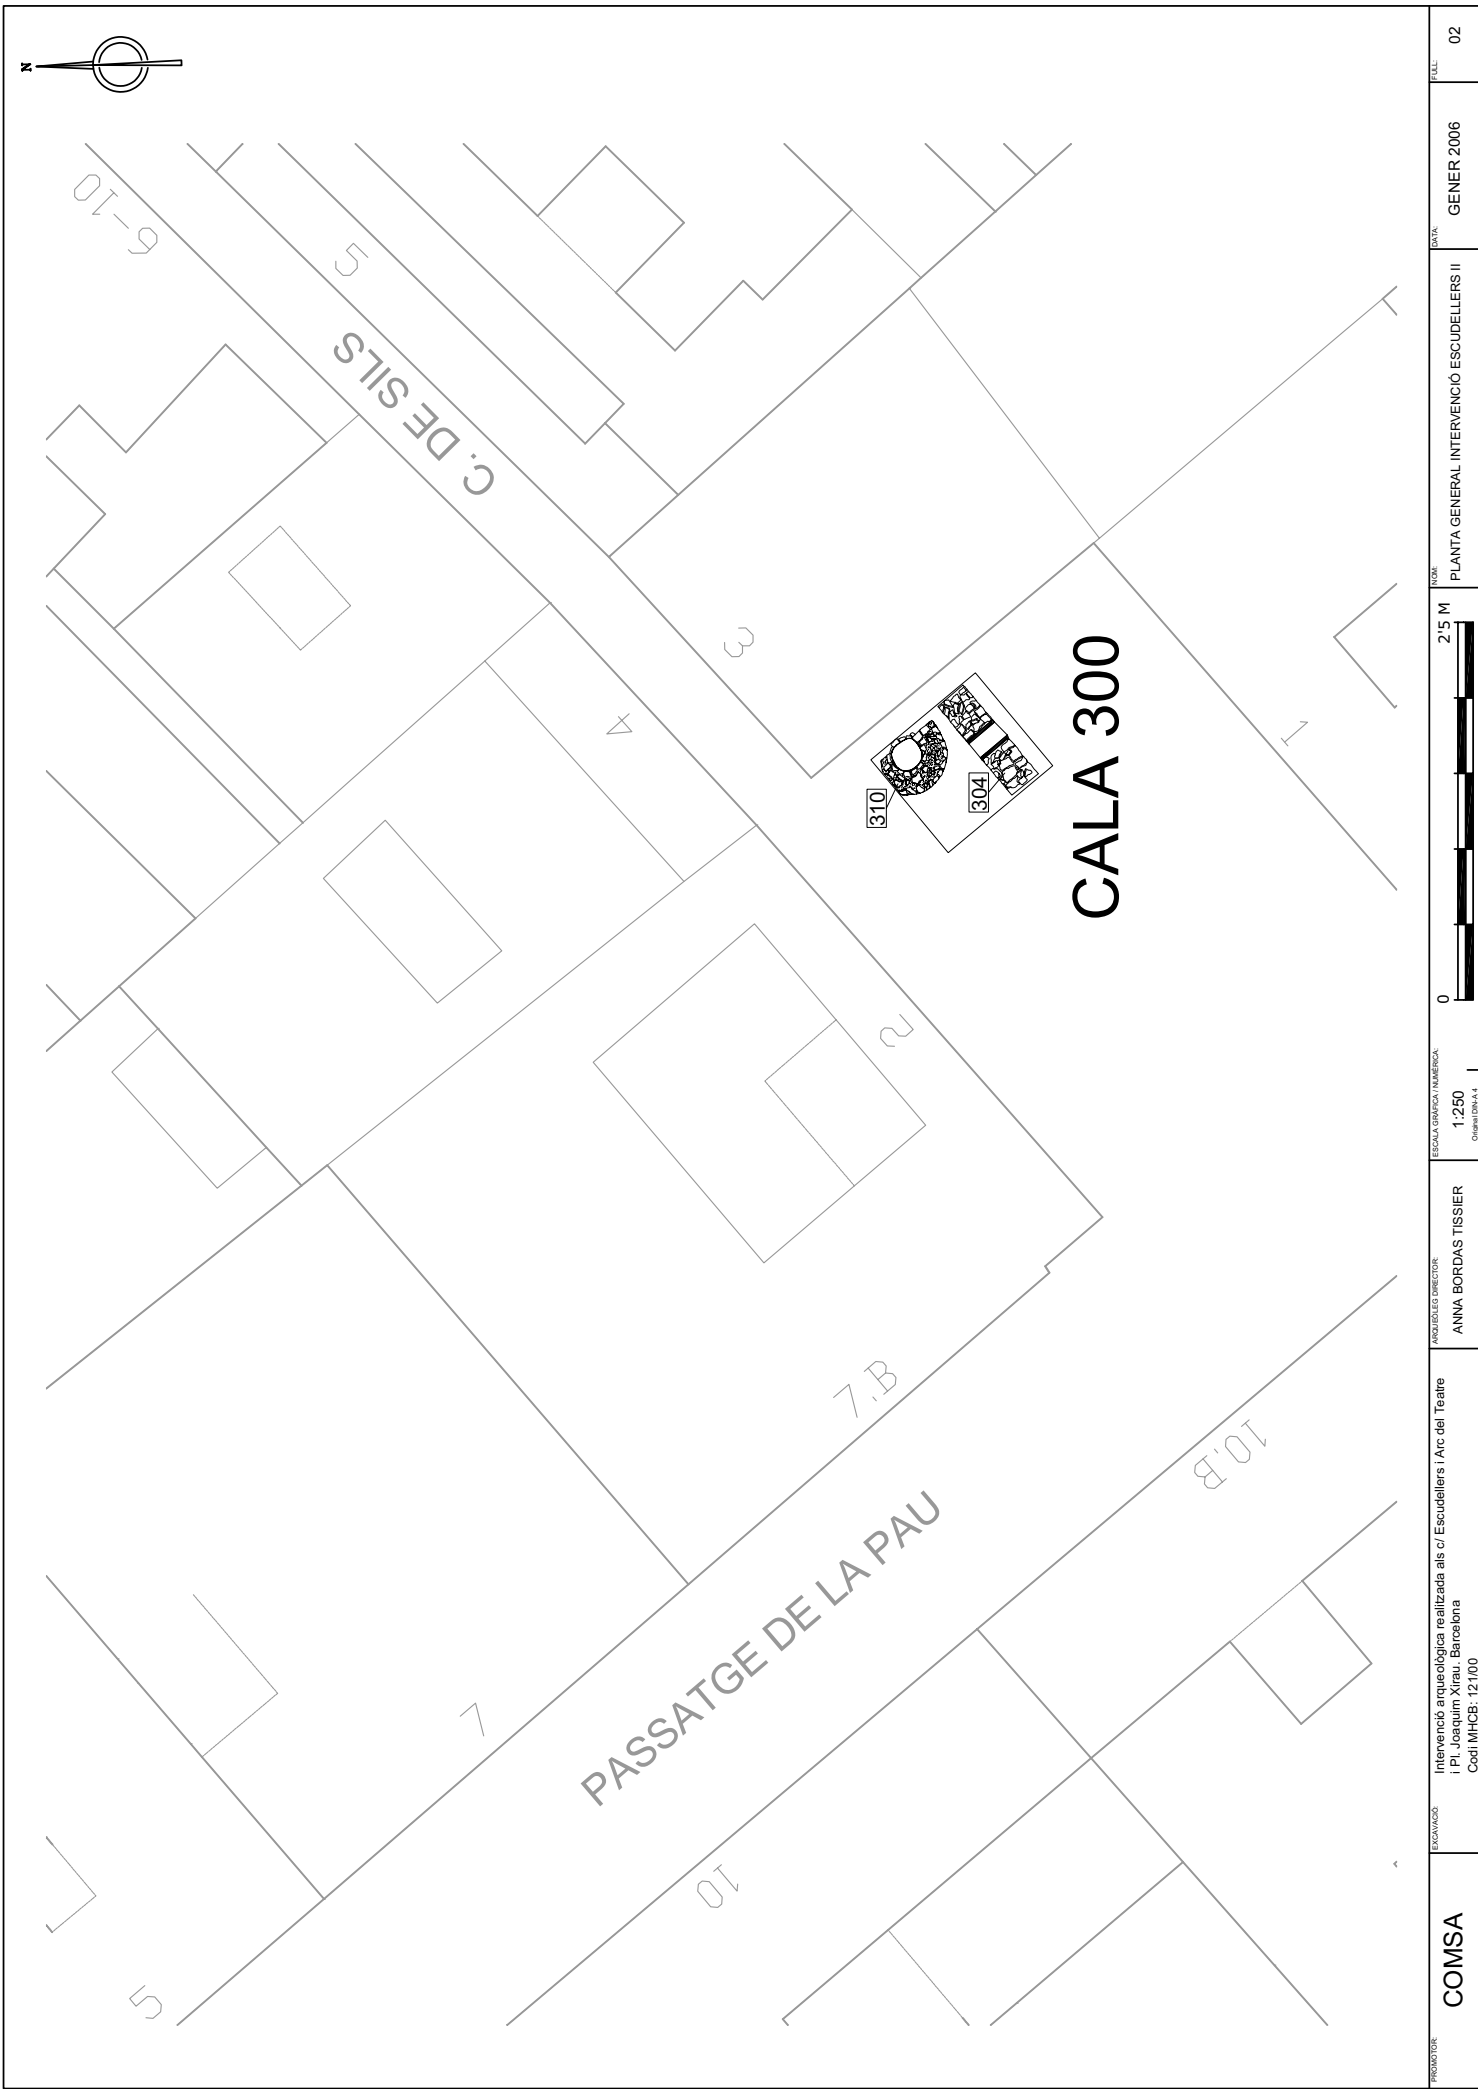 N
6-10
5
C. DE SILS
3
4
310
304
CALA 300
1
2
7.B
10.B
PASSATGE DE LA PAU
7
10
5
PROMOTOR:
COMSA
EXCAVACIÓ:
Intervenció arqueològica realitzada als c/ Escudellers i Arc del Teatre
i Pl. Joaquim Xirau. Barcelona
Codi MHCB: 121/00
ARQUEÒLEG DIRECTOR:
ANNA BORDAS TISSIER
ESCALA GRÀFICA / NUMÈRICA:
1:250
Original DIN-A 4
0
2'5 M
NOM:
PLANTA GENERAL INTERVENCIÓ ESCUDELLERS II
DATA:
GENER 2006
FULL:
02